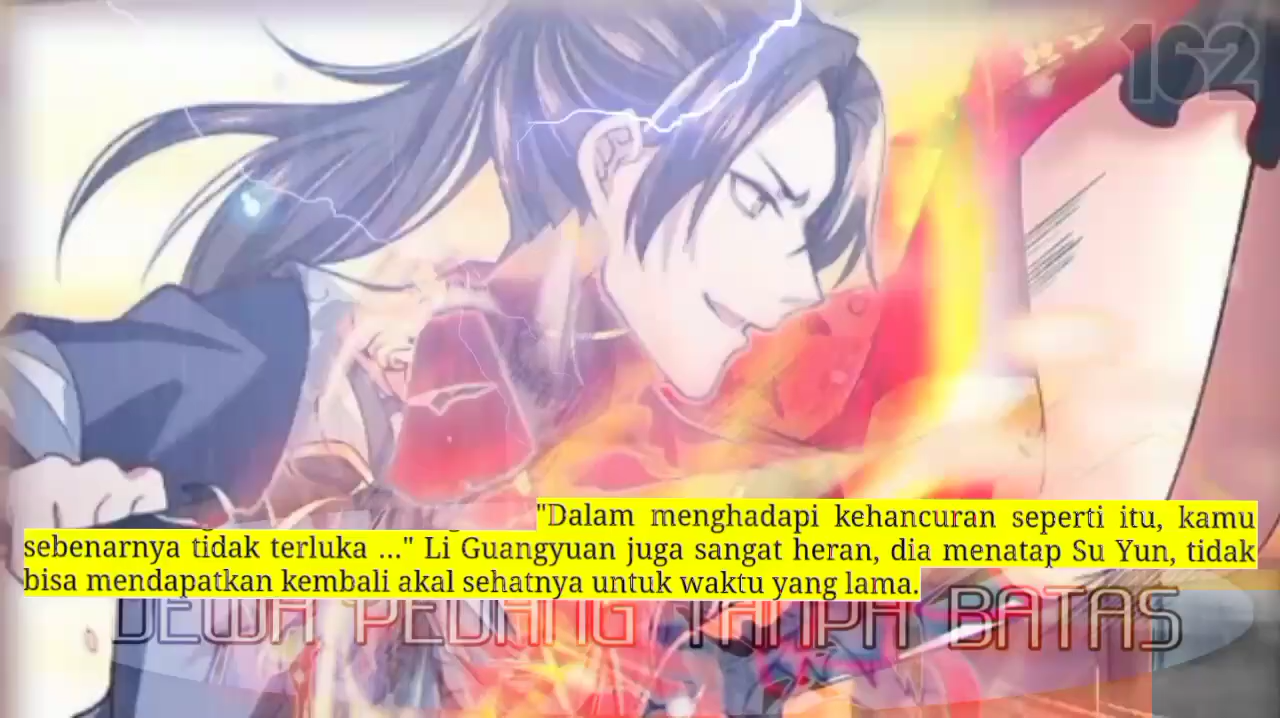 162
"Dalam menghadapi kehancuran seperti itu, kamu
sebenarnya tidak terluka ..." Li Guangyuan juga sangat heran, dia menatap Su Yun, tidak
bisa mendapatkan kembali akal sehatnya untuk waktu yang lama.
DEWA PEDANG TANPA BATAS